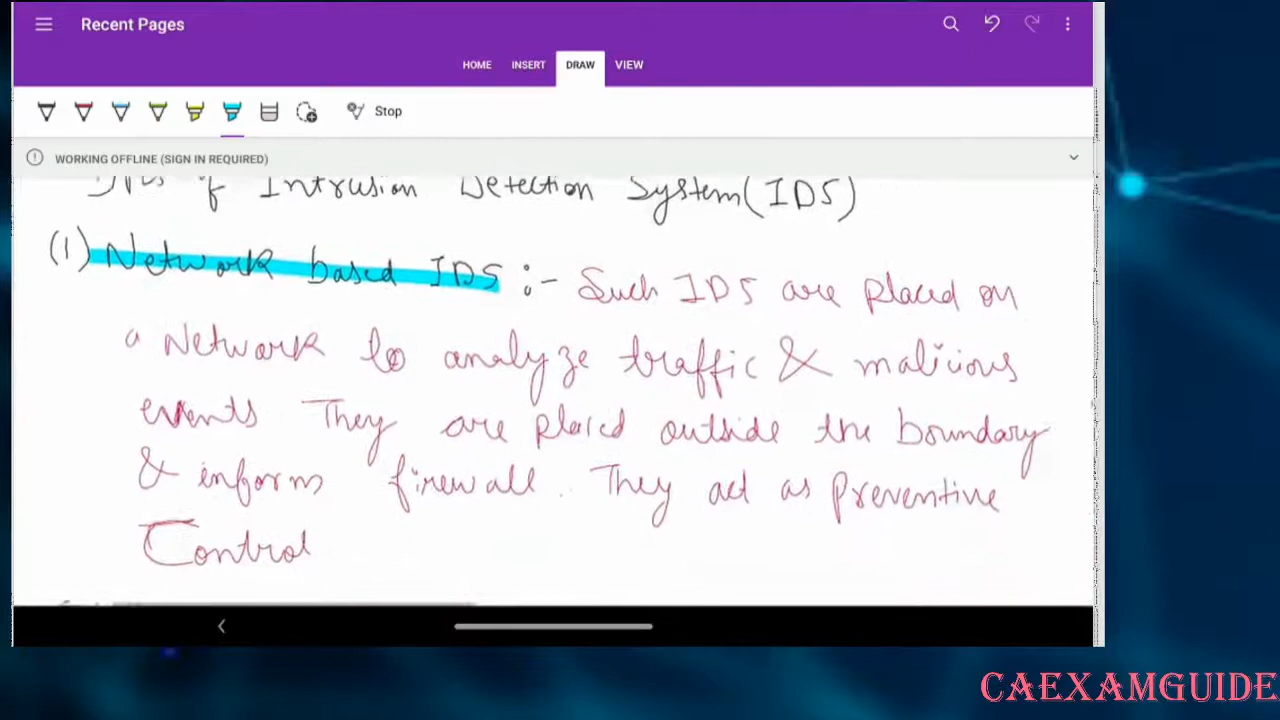 Recent Pages
HOME INSERT DRAW VIEW
Stop
WORKING OFFLINE (SIGN IN REQUIRED)
of Intrusion Detection System(IDS)
(1) Network based IDS :- Such IDS are placed on
a Network to analyze traffic & malicious
events They are placed outside the boundary
& informs firewall. They act as preventive
Control
CAEXAMGUIDE